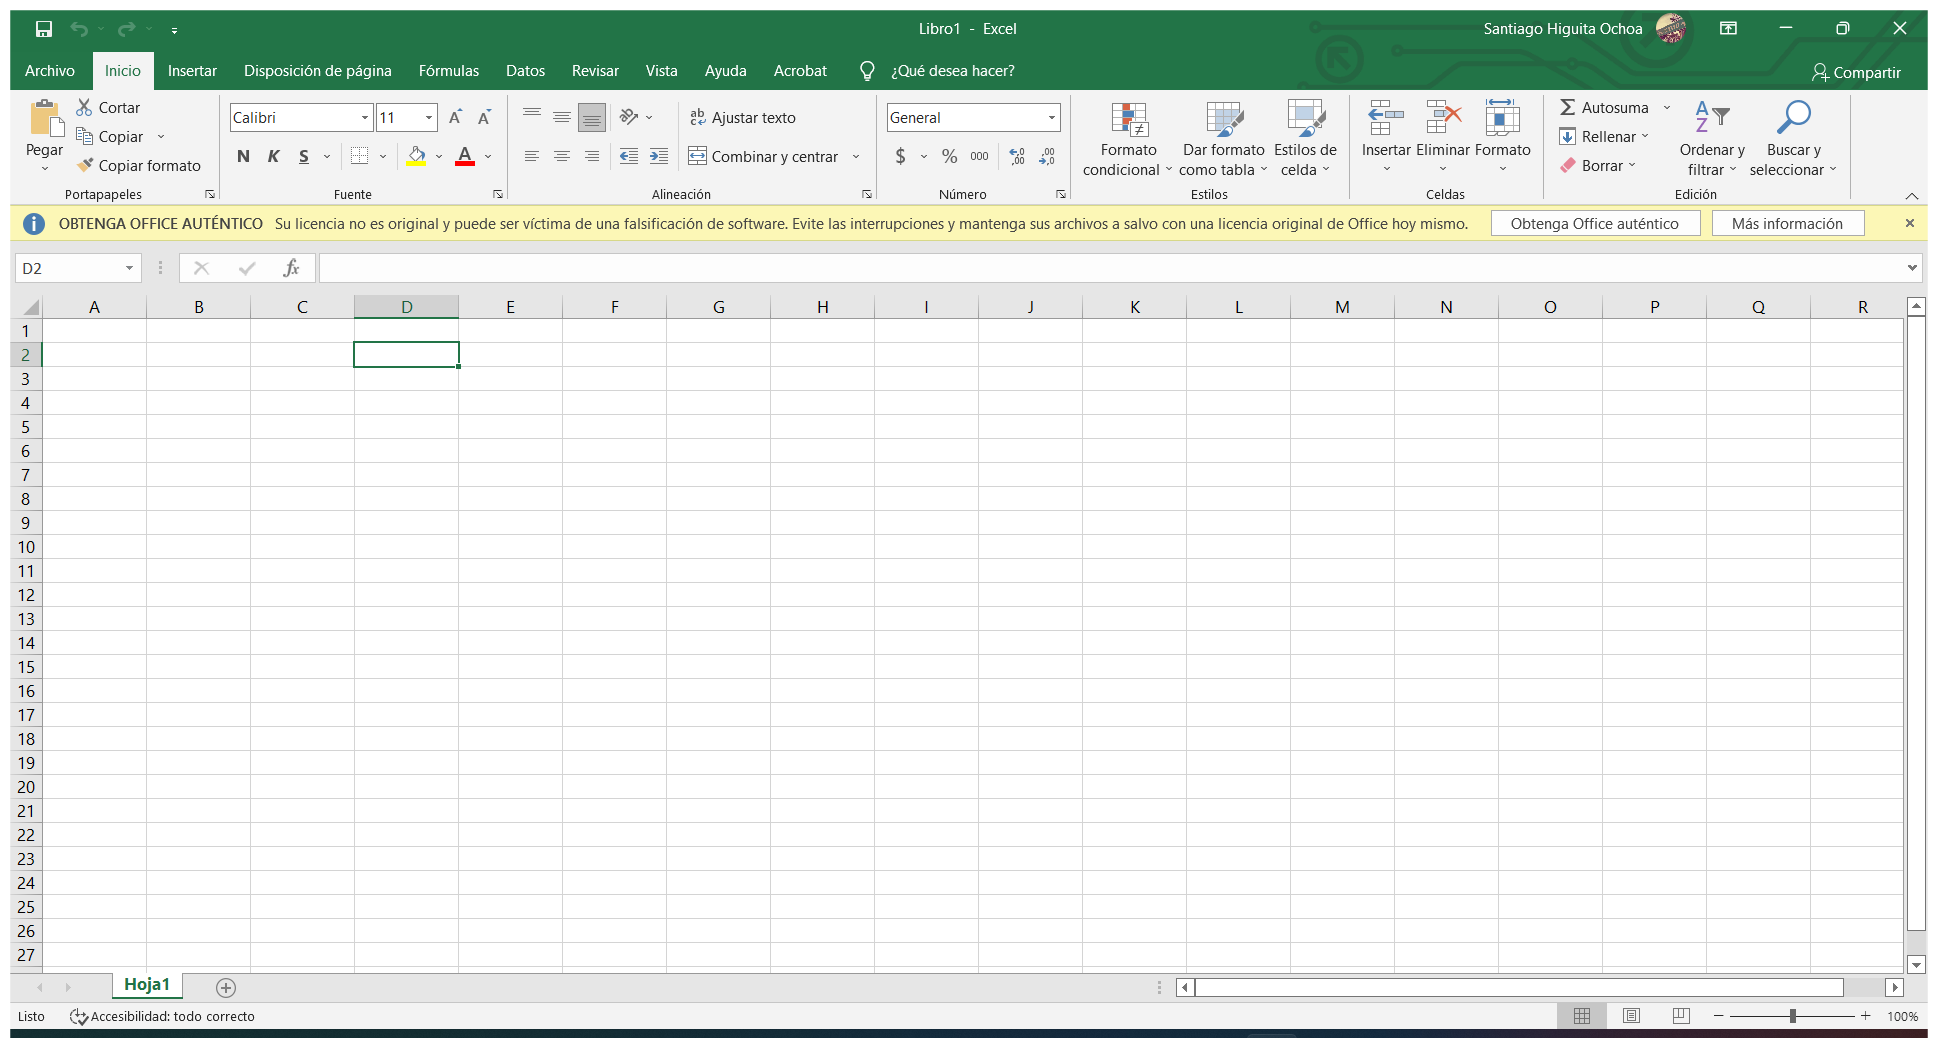 Libro1 - Excel
Santiago Higuita Ochoa
Archivo Inicio Insertar Disposición de página Fórmulas Datos Revisar Vista Ayuda Acrobat ¿Qué desea hacer? Compartir
Pegar
Cortar
Copiar
Copiar formato
Portapapeles
Calibri 11
N K S
Fuente
Ajustar texto
Combinar y centrar
Alineación
General
$ % 000
Número
Formato condicional
Dar formato como tabla
Estilos de celda
Estilos
Insertar Eliminar Formato
Celdas
Autosuma
Rellenar
Borrar
Ordenar y filtrar
Buscar y seleccionar
Edición
OBTENGA OFFICE AUTÉNTICO Su licencia no es original y puede ser víctima de una falsificación de software. Evite las interrupciones y mantenga sus archivos a salvo con una licencia original de Office hoy mismo. Obtenga Office auténtico Más información
D2 fx
A B C D E F G H I J K L M N O P Q R
1
2
3
4
5
6
7
8
9
10
11
12
13
14
15
16
17
18
19
20
21
22
23
24
25
26
27
Hoja1
Listo Accesibilidad: todo correcto 100%